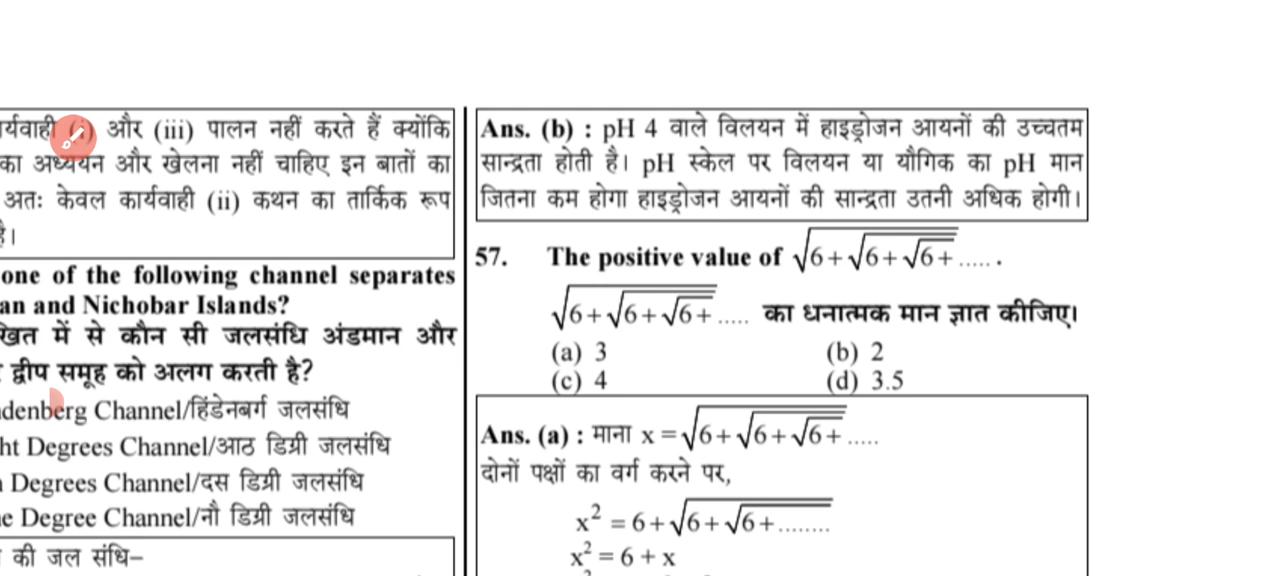 और (iii) पालन नहीं करते हैं क्योंकि
का अध्ययन और खेलना नहीं चाहिए इन बातों का
अतः केवल कार्यवाही (ii) कथन का तार्किक रूप
है।
one of the following channel separates
an and Nichobar Islands?
में से कौन सी जलसंधि अंडमान और
द्वीप समूह को अलग करती है?
denberg Channel/हिंडेनबर्ग जलसंधि
ht Degrees Channel/आठ डिग्री जलसंधि
Degrees Channel/दस डिग्री जलसंधि
e Degree Channel/नौ डिग्री जलसंधि
की जल संधि–
Ans. (b) : pH 4 वाले विलयन में हाइड्रोजन आयनों की उच्चतम
सान्द्रता होती है। pH स्केल पर विलयन या यौगिक का pH मान
जितना कम होगा हाइड्रोजन आयनों की सान्द्रता उतनी अधिक होगी।
57. The positive value of √6+√6+√6+..... .
√6+√6+√6+..... का धनात्मक मान ज्ञात कीजिए।
(a) 3 (b) 2
(c) 4 (d) 3.5
Ans. (a) : माना x = √6+√6+√6+.....
दोनों पक्षों का वर्ग करने पर,
x² = 6+√6+√6+........
x² = 6 + x